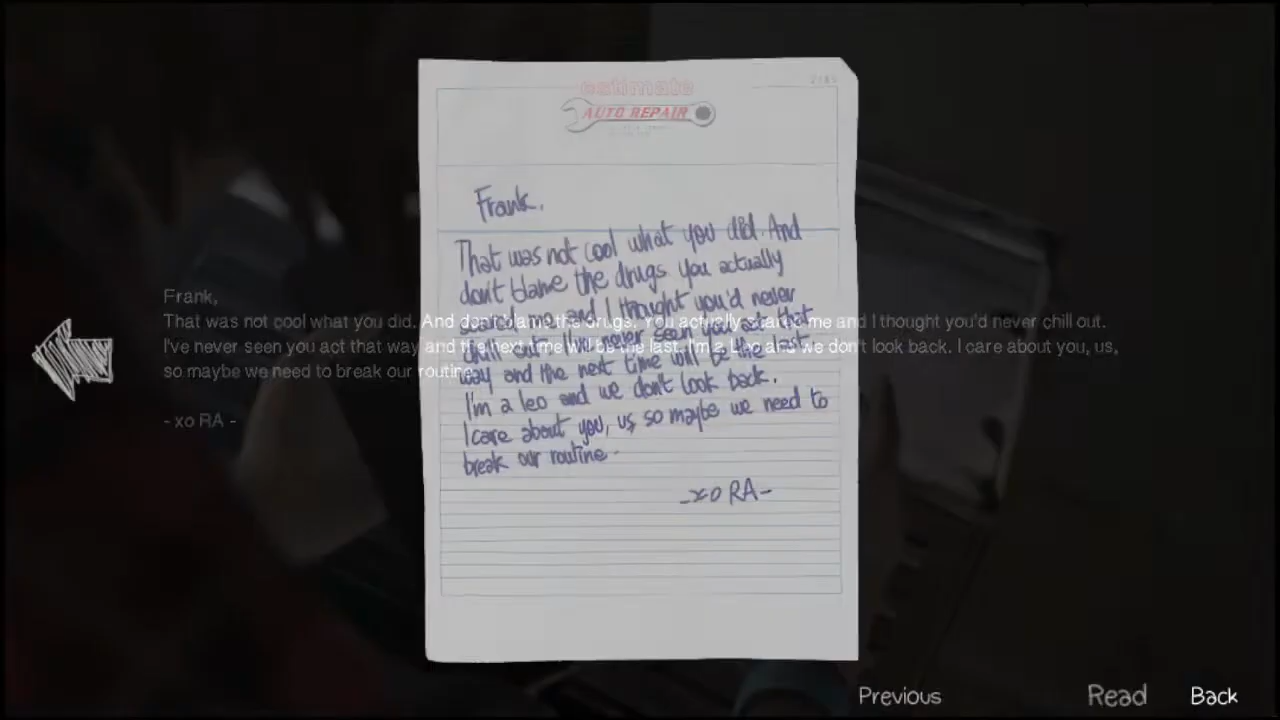 estimate
AUTO REPAIR
Frank.
That was not cool what you did. And
don't blame the drugs. you actually
scared me and I thought you'd never
chill out. I've never seen you act that
way and the next time will be the last.
I'm a leo and we don't look back.
I care about you, us, so maybe we need to
break our routine -
-xo RA-
Frank,
That was not cool what you did. And don't blame the drugs. You actually scared me and I thought you'd never chill out.
I've never seen you act that way and the next time will be the last. I'm a Leo and we don't look back. I care about you, us,
so maybe we need to break our routine.
- xo RA -
Previous
Read
Back